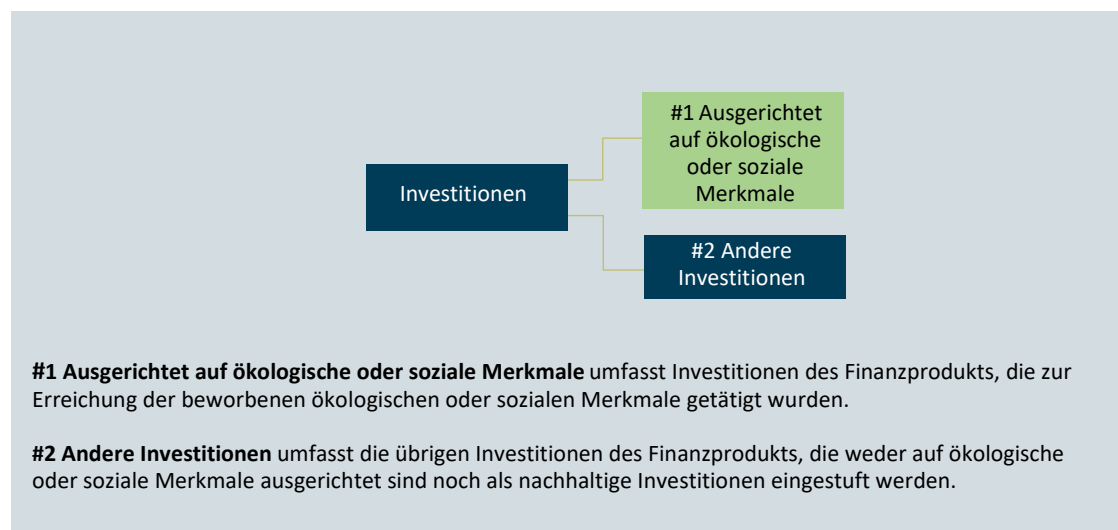 #1 Ausgerichtet
auf ökologische
oder soziale
Merkmale
Investitionen
#2 Andere
Investitionen
#1 Ausgerichtet auf ökologische oder soziale Merkmale umfasst Investitionen des Finanzprodukts, die zur
Erreichung der beworbenen ökologischen oder sozialen Merkmale getätigt wurden.
#2 Andere Investitionen umfasst die übrigen Investitionen des Finanzprodukts, die weder auf ökologische
oder soziale Merkmale ausgerichtet sind noch als nachhaltige Investitionen eingestuft werden.